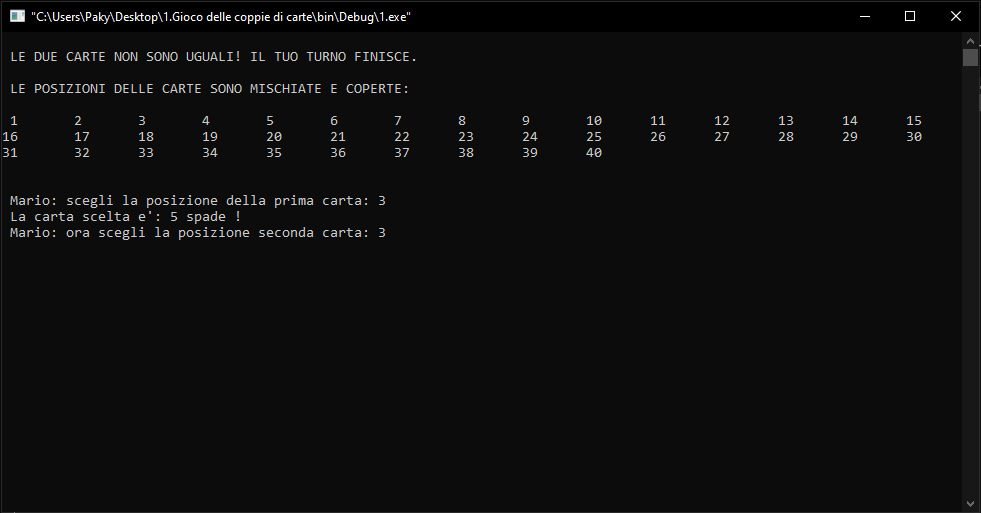 "C:\Users\Paky\Desktop\1.Gioco delle coppie di carte\bin\Debug\1.exe"
LE DUE CARTE NON SONO UGUALI! IL TUO TURNO FINISCE.
LE POSIZIONI DELLE CARTE SONO MISCHIATE E COPERTE:
1 2 3 4 5 6 7 8 9 10 11 12 13 14 15
16 17 18 19 20 21 22 23 24 25 26 27 28 29 30
31 32 33 34 35 36 37 38 39 40
Mario: scegli la posizione della prima carta: 3
La carta scelta e': 5 spade !
Mario: ora scegli la posizione seconda carta: 3